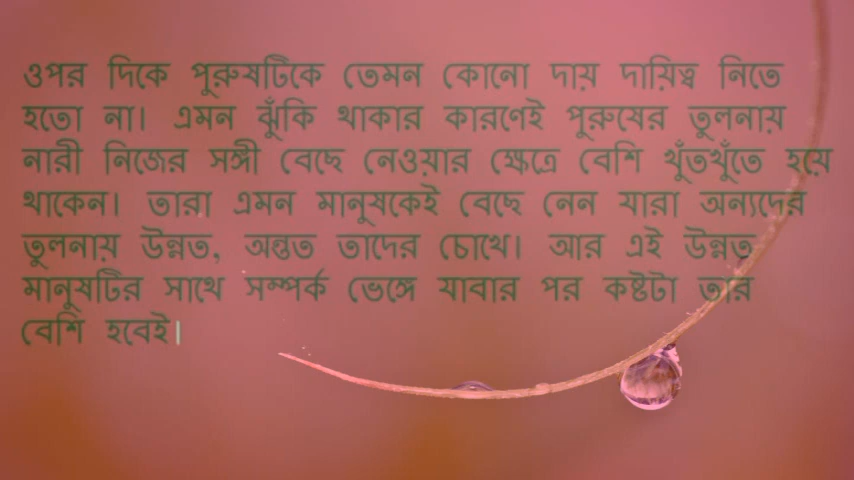 ওপর দিকে পুরুষটিকে তেমন কোনো দায় দায়িত্ব নিতে
হতো না। এমন ঝুঁকি থাকার কারণেই পুরুষের তুলনায়
নারী নিজের সঙ্গী বেছে নেওয়ার ক্ষেত্রে বেশি খুঁতখুঁতে হয়ে
থাকেন। তারা এমন মানুষকেই বেছে নেন যারা অন্যদের
তুলনায় উন্নত, অন্তত তাদের চোখে। আর এই উন্নত
মানুষটির সাথে সম্পর্ক ভেঙ্গে যাবার পর কষ্টটা তার
বেশি হবেই।